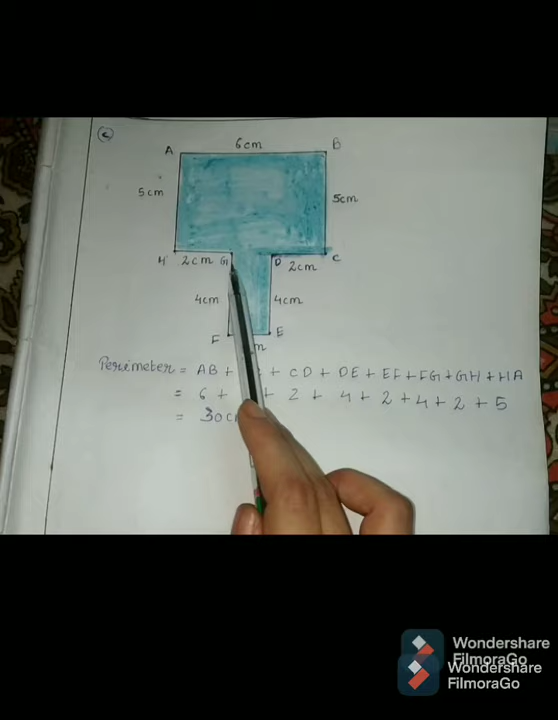 (c)
A 6cm B
5cm 5cm
H 2cm G D 2cm C
4cm 4cm
F E
Perimeter = AB + + CD + DE + EF + FG + GH + HA
= 6 + + 2 + 4 + 2 + 4 + 2 + 5
= 30
Wondershare
FilmoraGo
Wondershare
FilmoraGo